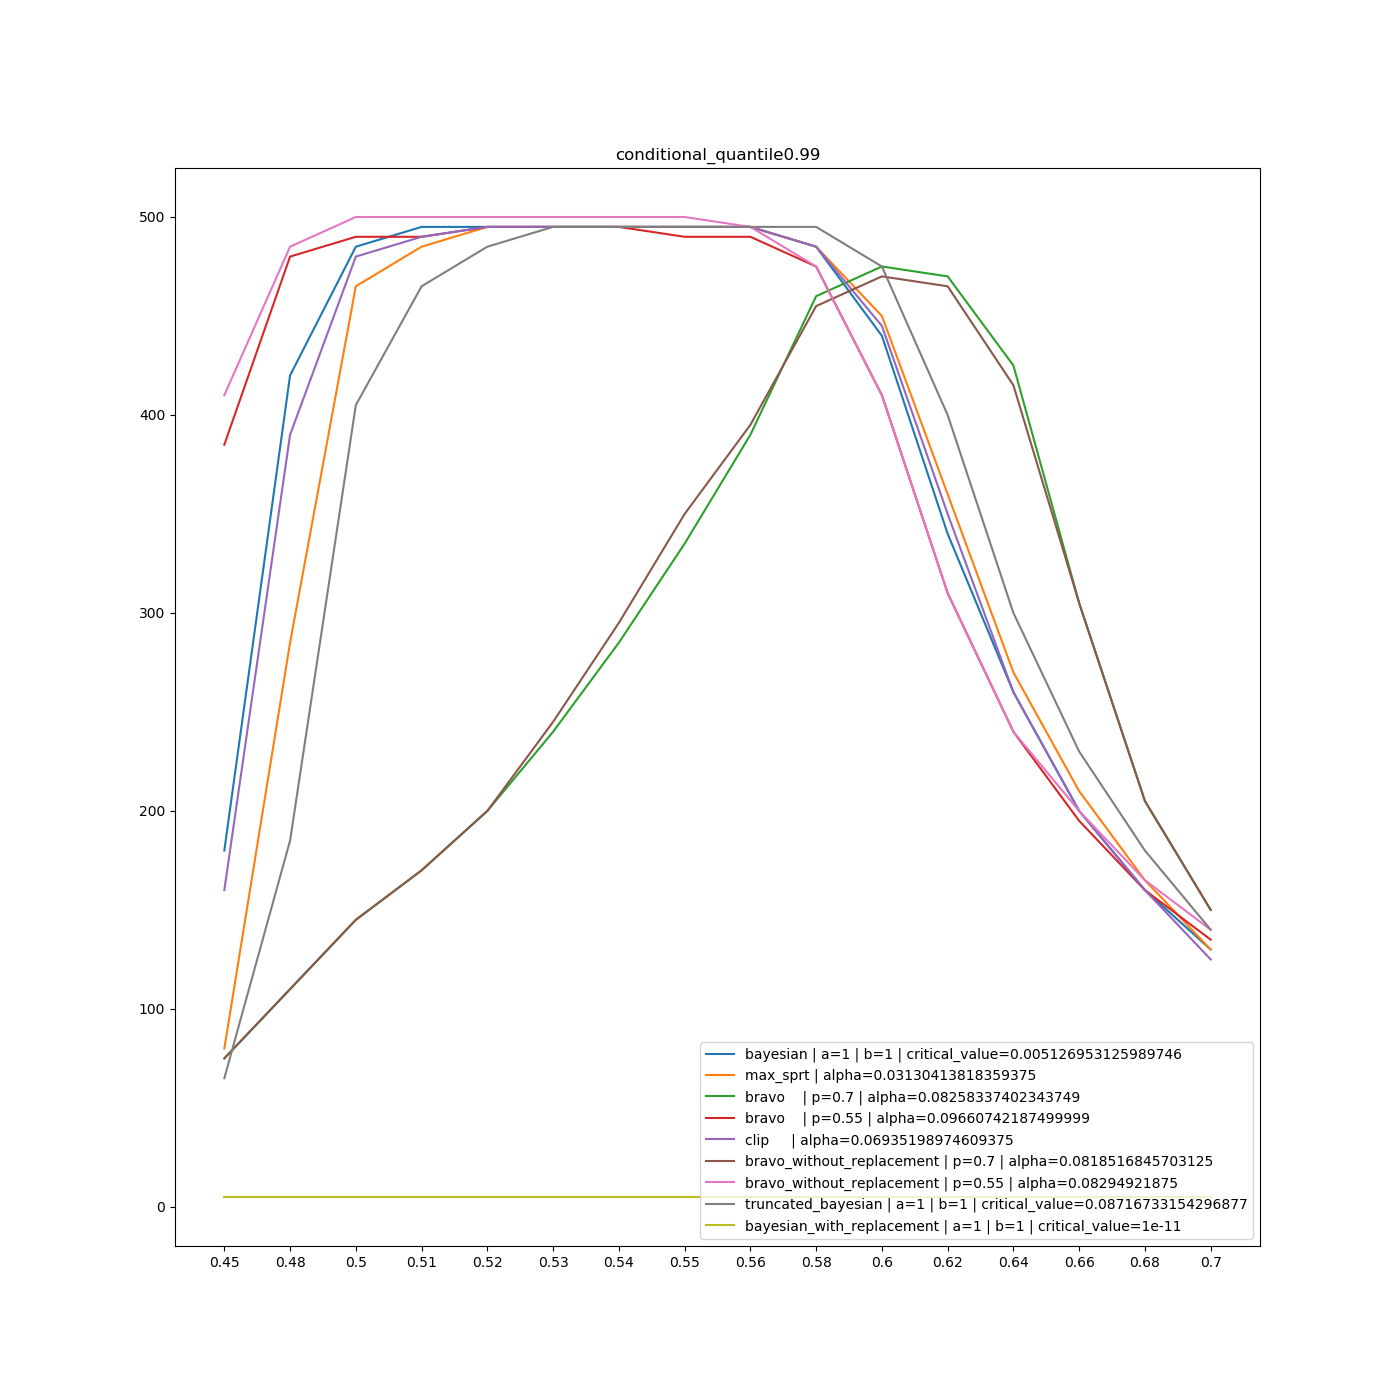 conditional_quantile0.99
500
400
300
200
100
0
bayesian | a=1 | b=1 | critical_value=0.005126953125989746
max_sprt | alpha=0.03130413818359375
bravo    | p=0.7 | alpha=0.08258337402343749
bravo    | p=0.55 | alpha=0.09660742187499999
clip     | alpha=0.06935198974609375
bravo_without_replacement | p=0.7 | alpha=0.0818516845703125
bravo_without_replacement | p=0.55 | alpha=0.08294921875
truncated_bayesian | a=1 | b=1 | critical_value=0.08716733154296877
bayesian_with_replacement | a=1 | b=1 | critical_value=1e-11
0.45 0.48 0.5 0.51 0.52 0.53 0.54 0.55 0.56 0.58 0.6 0.62 0.64 0.66 0.68 0.7